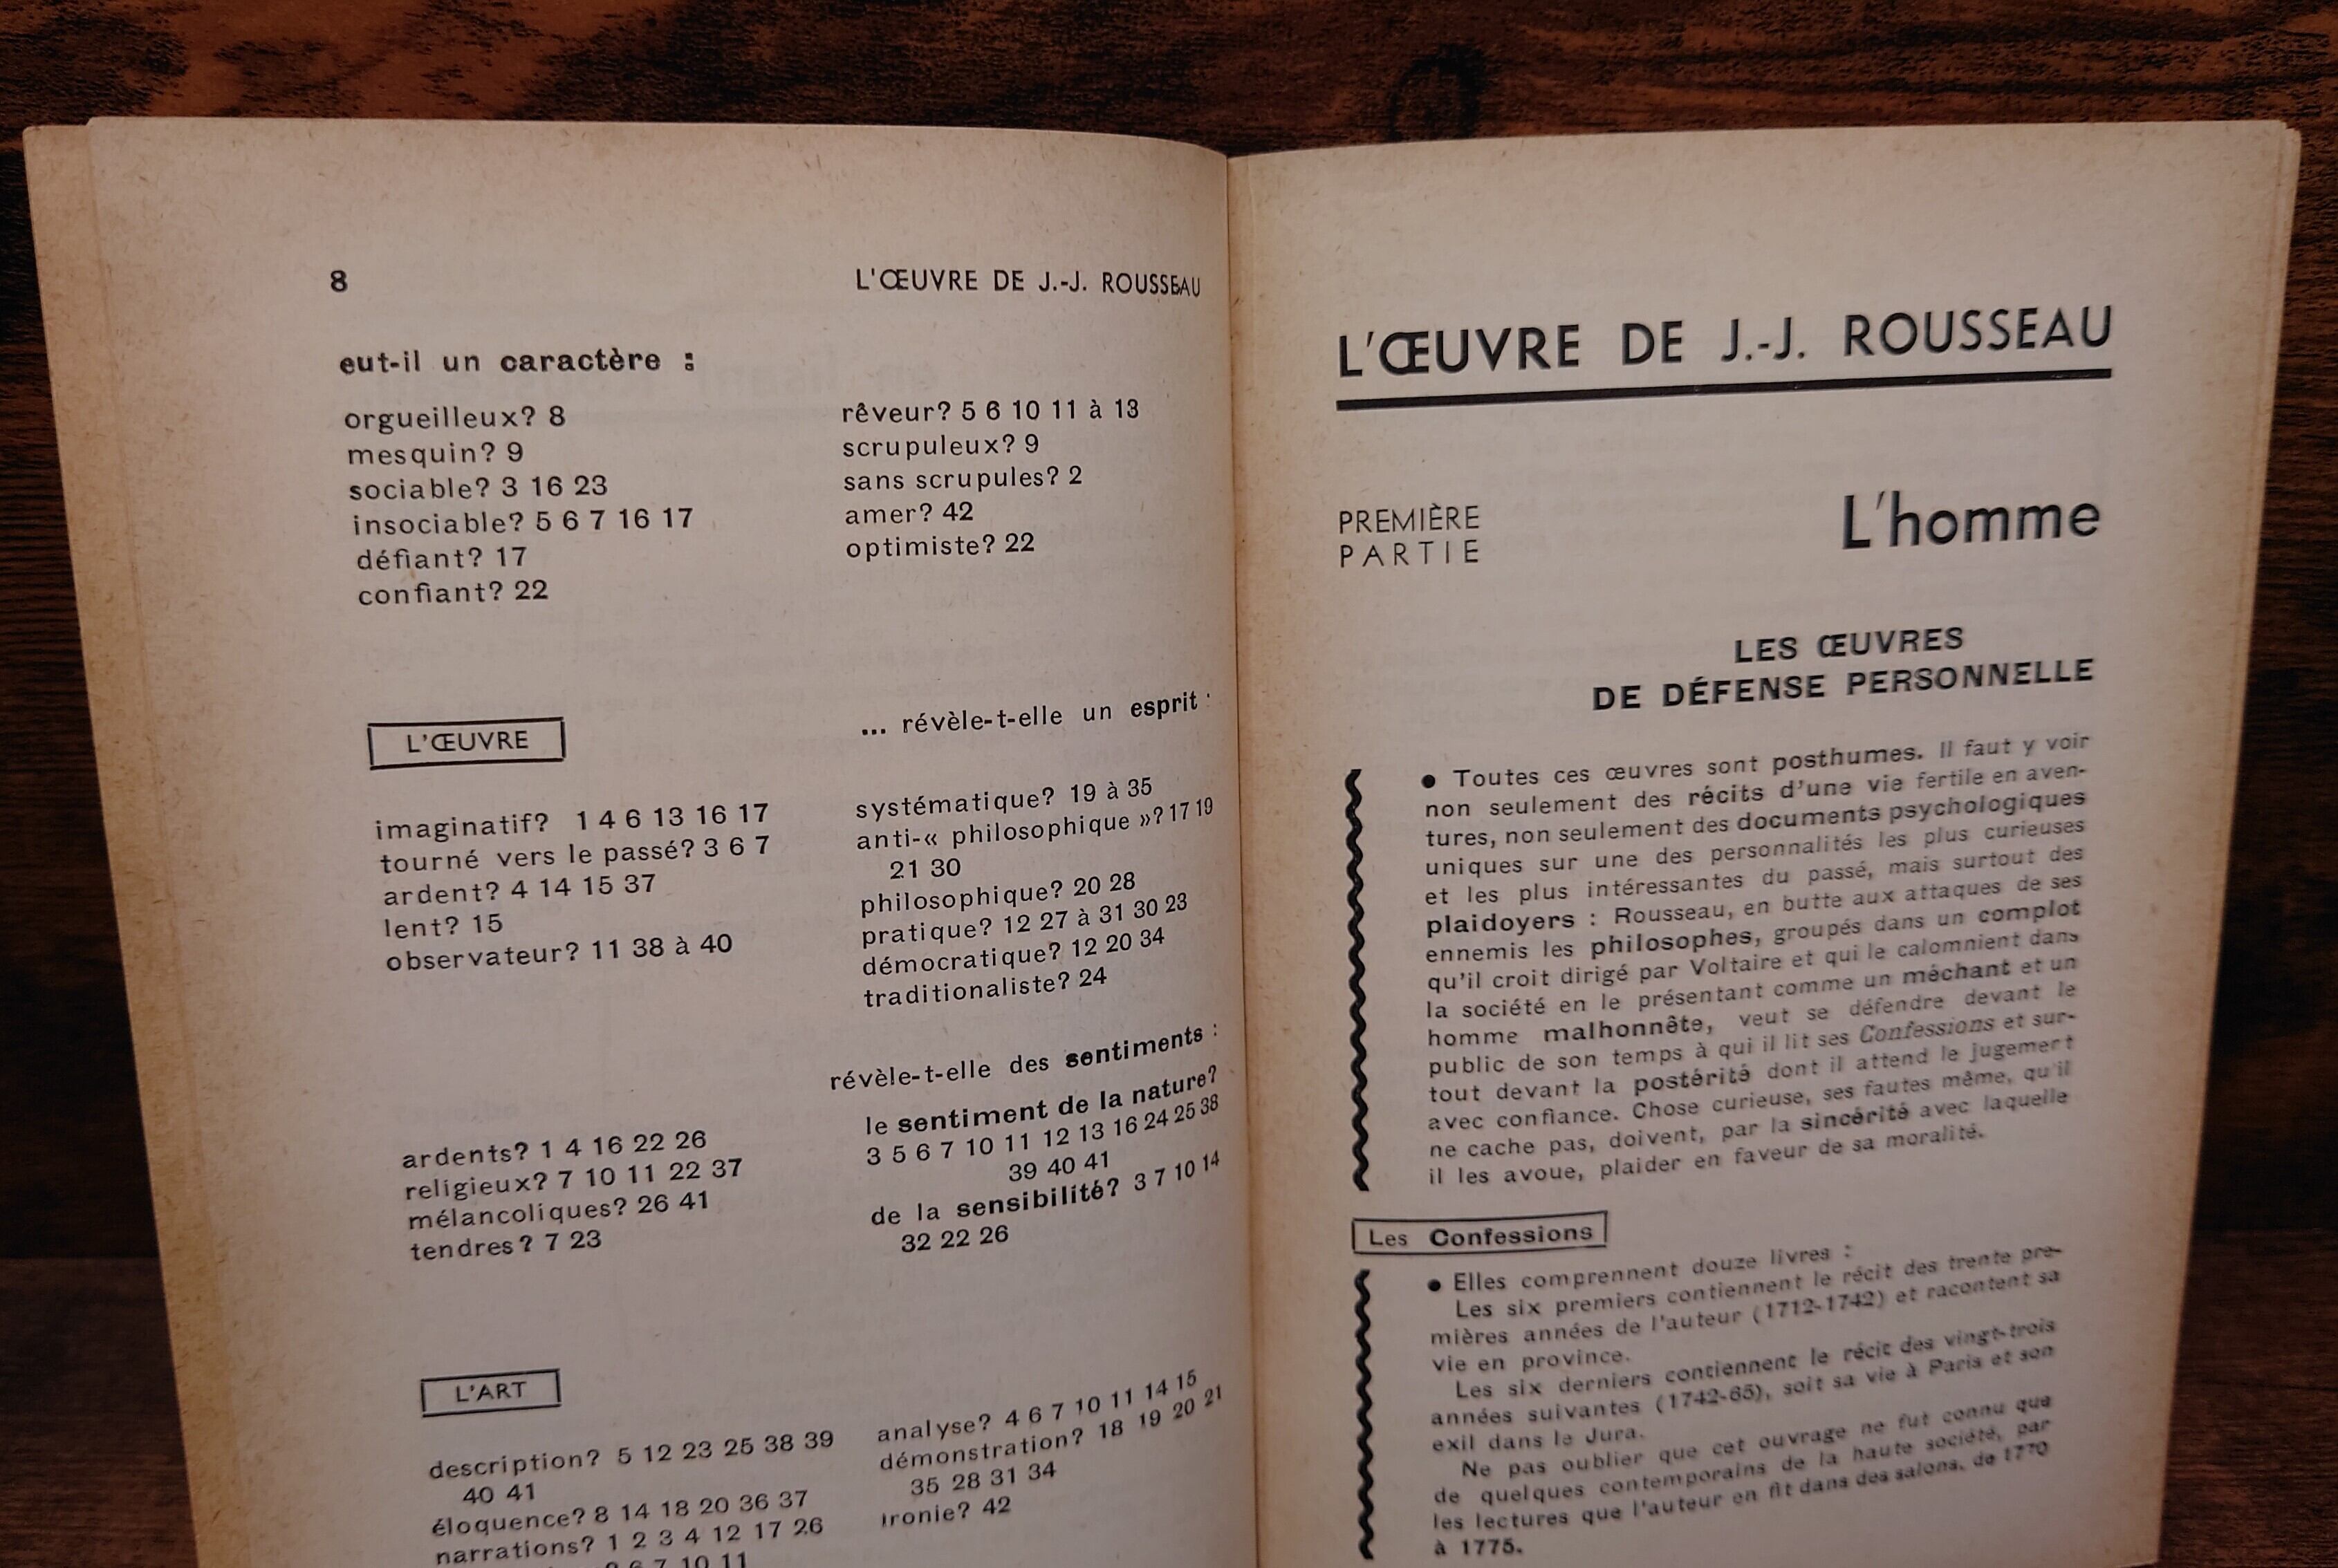 8
L'ŒUVRE DE J.-J. ROUSSEAU
eut-il un caractère :
orgueilleux? 8
mesquin? 9
sociable? 3 16 23
insociable? 5 6 7 16 17
défiant? 17
confiant? 22
rêveur? 5 6 10 11 à 13
scrupuleux? 9
sans scrupules? 2
amer? 42
optimiste? 22
L'ŒUVRE
... révèle-t-elle un esprit :
imaginatif? 1 4 6 13 16 17
tourné vers le passé? 3 6 7
ardent? 4 14 15 37
lent? 15
observateur? 11 38 à 40
systématique? 19 à 35
anti-« philosophique »? 17 19
21 30
philosophique? 20 28
pratique? 12 27 à 31 30 23
démocratique? 12 20 34
traditionaliste? 24
révèle-t-elle des sentiments :
ardents? 1 4 16 22 26
religieux? 7 10 11 22 37
mélancoliques? 26 41
tendres? 7 23
le sentiment de la nature?
3 5 6 7 10 11 12 13 16 24 25 38
39 40 41
de la sensibilité? 3 7 10 14
32 22 26
L'ART
description? 5 12 23 25 38 39
40 41
éloquence? 8 14 18 20 36 37
narrations? 1 2 3 4 12 17 26
6 7 10 11
analyse? 4 6 7 10 11 14 15
démonstration? 18 19 20 21
35 28 31 34
ironie? 42
L'ŒUVRE DE J.-J. ROUSSEAU
PREMIÈRE
PARTIE
L'homme
LES ŒUVRES
DE DÉFENSE PERSONNELLE
● Toutes ces œuvres sont posthumes. Il faut y voir
non seulement des récits d'une vie fertile en aven-
tures, non seulement des documents psychologiques
uniques sur une des personnalités les plus curieuses
et les plus intéressantes du passé, mais surtout des
plaidoyers : Rousseau, en butte aux attaques de ses
ennemis les philosophes, groupés dans un complot
qu'il croit dirigé par Voltaire et qui le calomnient dans
la société en le présentant comme un méchant et un
homme malhonnête, veut se défendre devant le
public de son temps à qui il lit ses Confessions et sur-
tout devant la postérité dont il attend le jugement
avec confiance. Chose curieuse, ses fautes même, qu'il
ne cache pas, doivent, par la sincérité avec laquelle
il les avoue, plaider en faveur de sa moralité.
Les Confessions
● Elles comprennent douze livres :
Les six premiers contiennent le récit des trente pre-
mières années de l'auteur (1712-1742) et racontent sa
vie en province.
Les six derniers contiennent le récit des vingt-trois
années suivantes (1742-65), soit sa vie à Paris et son
exil dans le Jura.
Ne pas oublier que cet ouvrage ne fut connu que
de quelques contemporains de la haute société, par
les lectures que l'auteur en fit dans des salons, de 1770
à 1775.